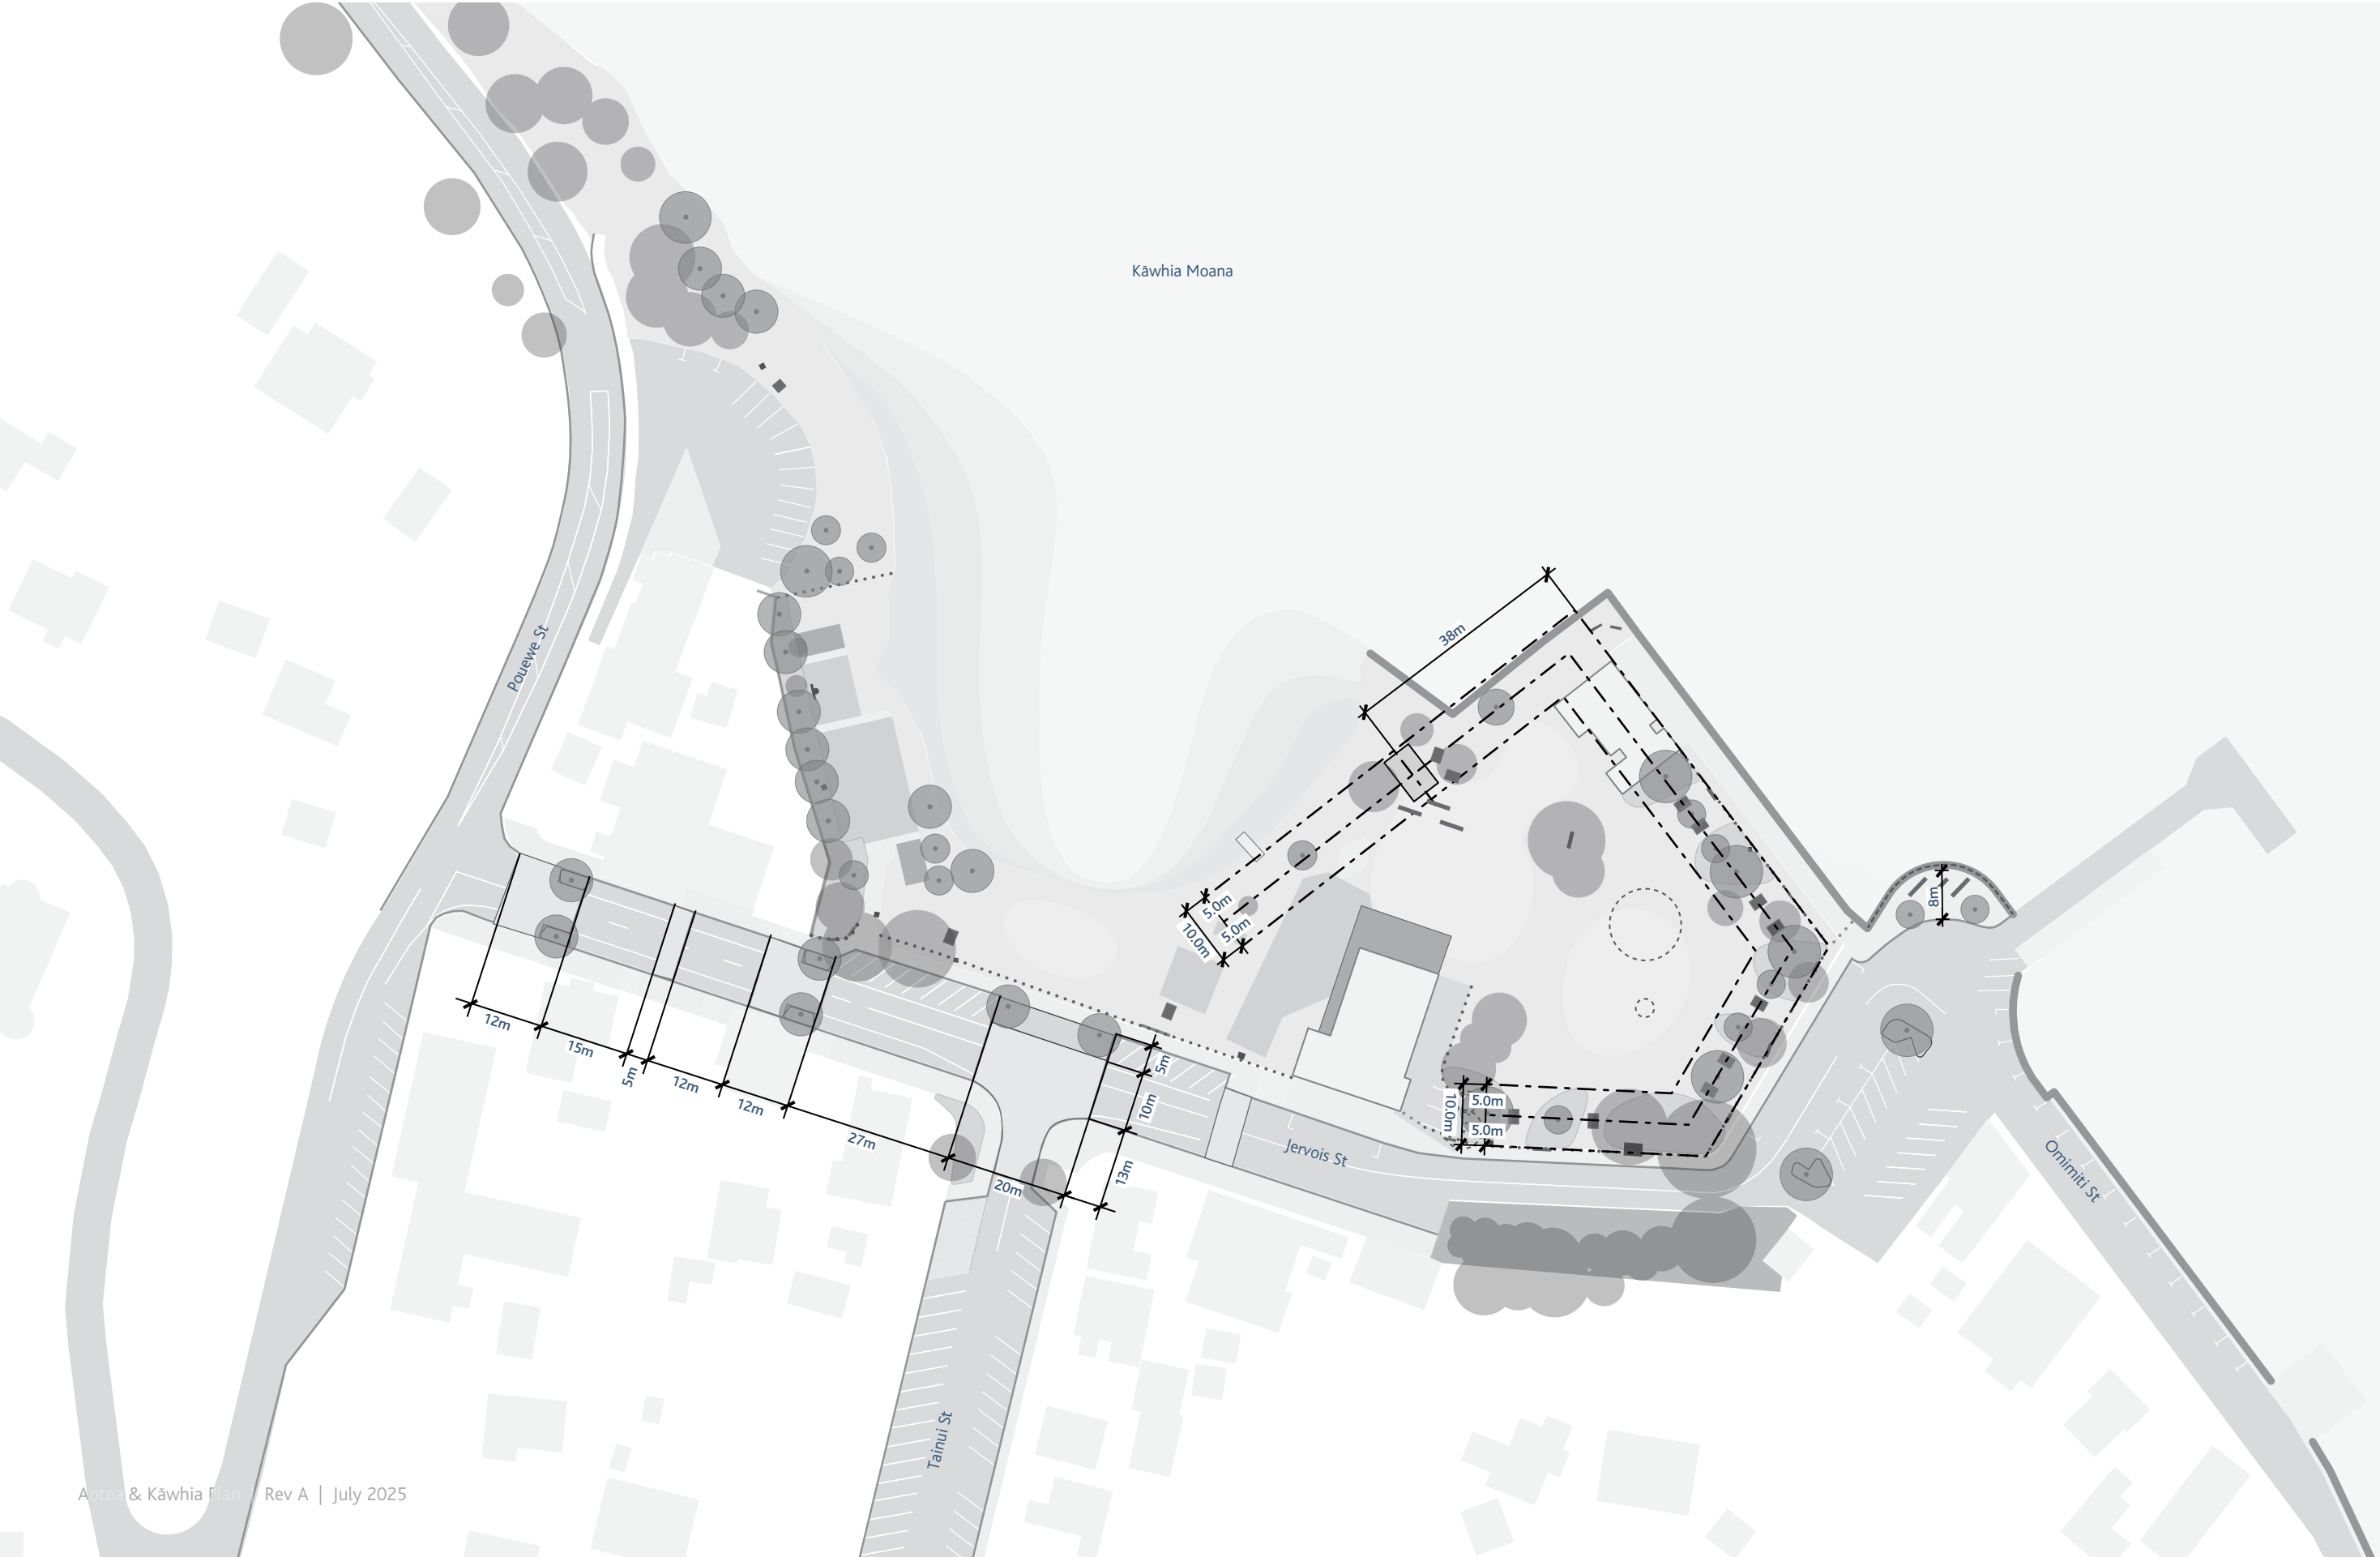 Kāwhia Moana
38m
Pouewe St
8m
5.0m
5.0m
10.0m
12m
15m
5m
12m
12m
27m
20m
5m
10m
13m
10.0m
5.0m
5.0m
Jervois St
Omimiti St
Tainui St
Aotea & Kāwhia Plan Rev A | July 2025